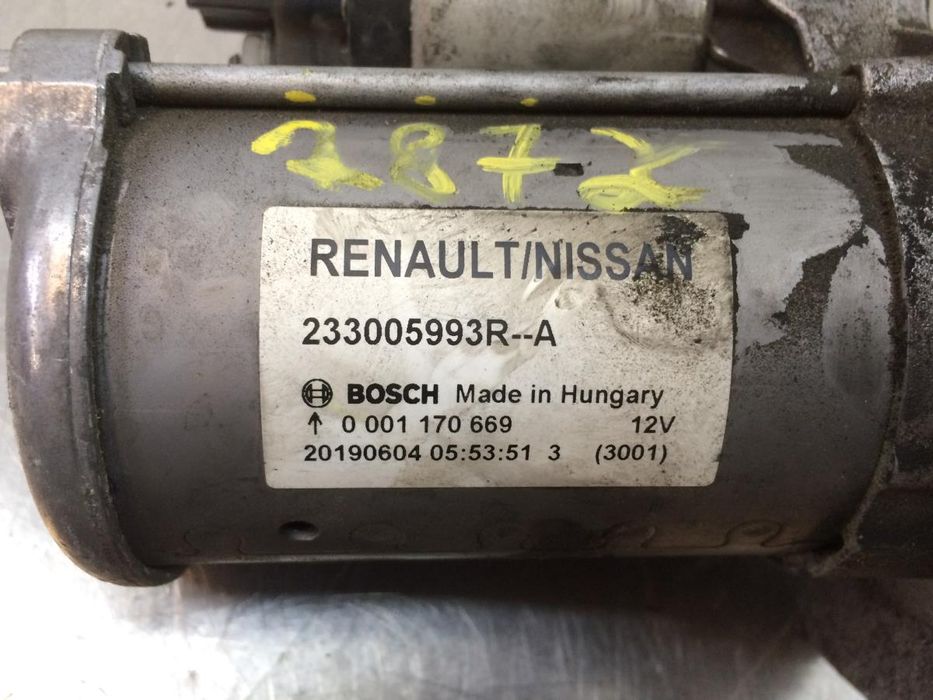 2872
RENAULT/NISSAN
233005993R--A
BOSCH Made in Hungary
↑ 0 001 170 669 12V
20190604 05:53:51 3 (3001)